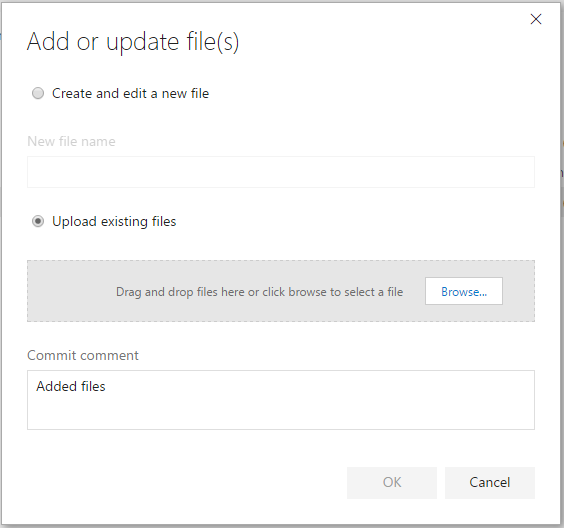 Add or update file(s)
Create and edit a new file
New file name
Upload existing files
Drag and drop files here or click browse to select a file
Browse...
Commit comment
Added files
OK
Cancel